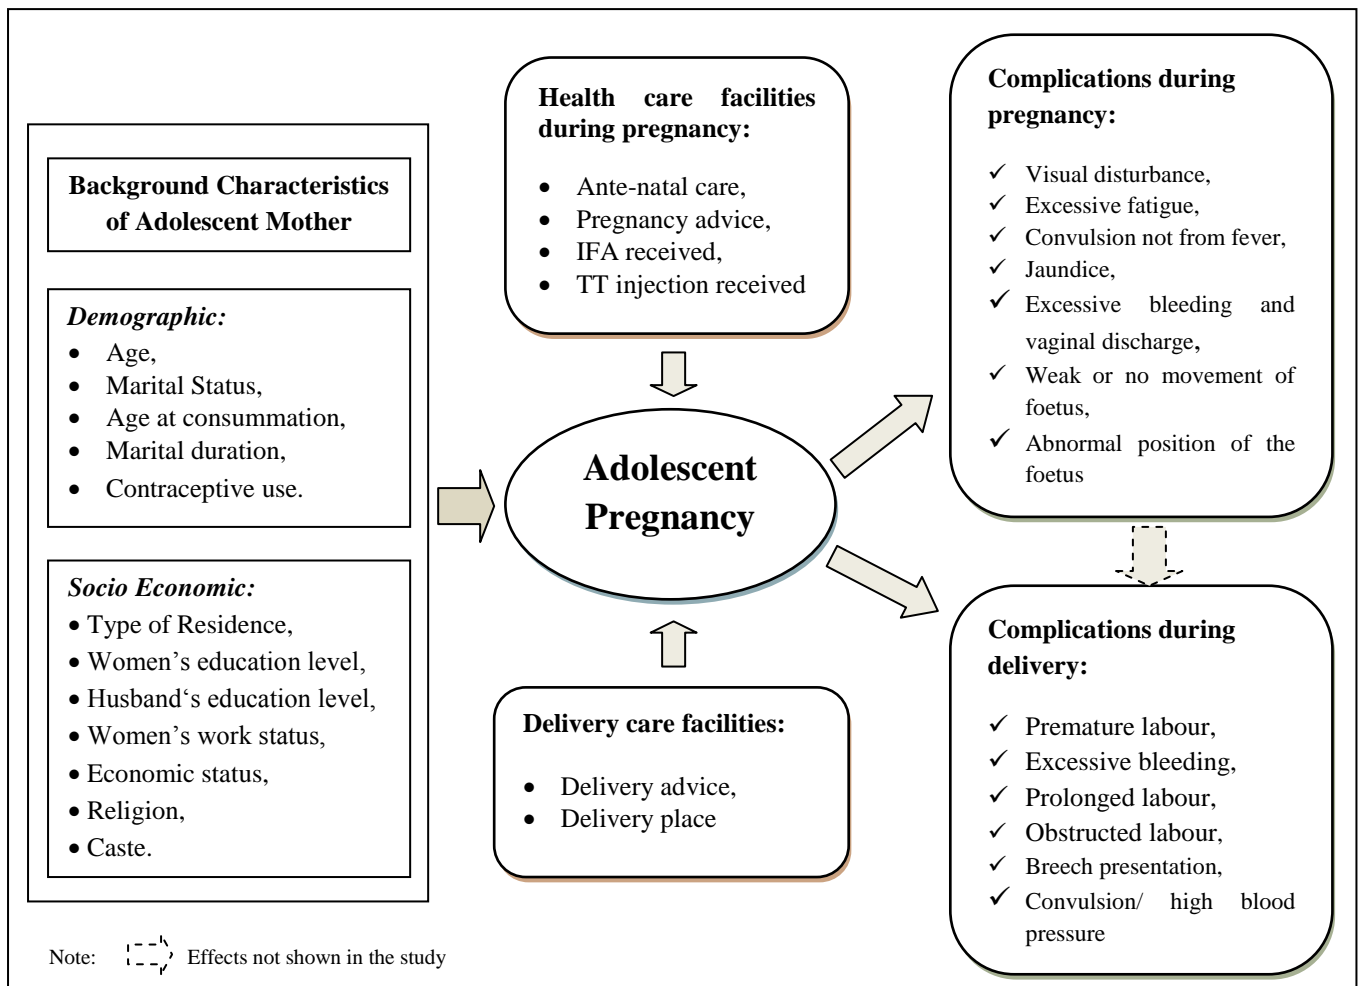 Background Characteristics
of Adolescent Mother
Demographic:
• Age,
• Marital Status,
• Age at consummation,
• Marital duration,
• Contraceptive use.
Socio Economic:
• Type of Residence,
• Women’s education level,
• Husband‘s education level,
• Women’s work status,
• Economic status,
• Religion,
• Caste.
Health care facilities
during pregnancy:
• Ante-natal care,
• Pregnancy advice,
• IFA received,
• TT injection received
Adolescent
Pregnancy
Delivery care facilities:
• Delivery advice,
• Delivery place
Complications during
pregnancy:
✓ Visual disturbance,
✓ Excessive fatigue,
✓ Convulsion not from fever,
✓ Jaundice,
✓ Excessive bleeding and
vaginal discharge,
✓ Weak or no movement of
foetus,
✓ Abnormal position of the
foetus
Complications during
delivery:
✓ Premature labour,
✓ Excessive bleeding,
✓ Prolonged labour,
✓ Obstructed labour,
✓ Breech presentation,
✓ Convulsion/ high blood
pressure
Note: Effects not shown in the study